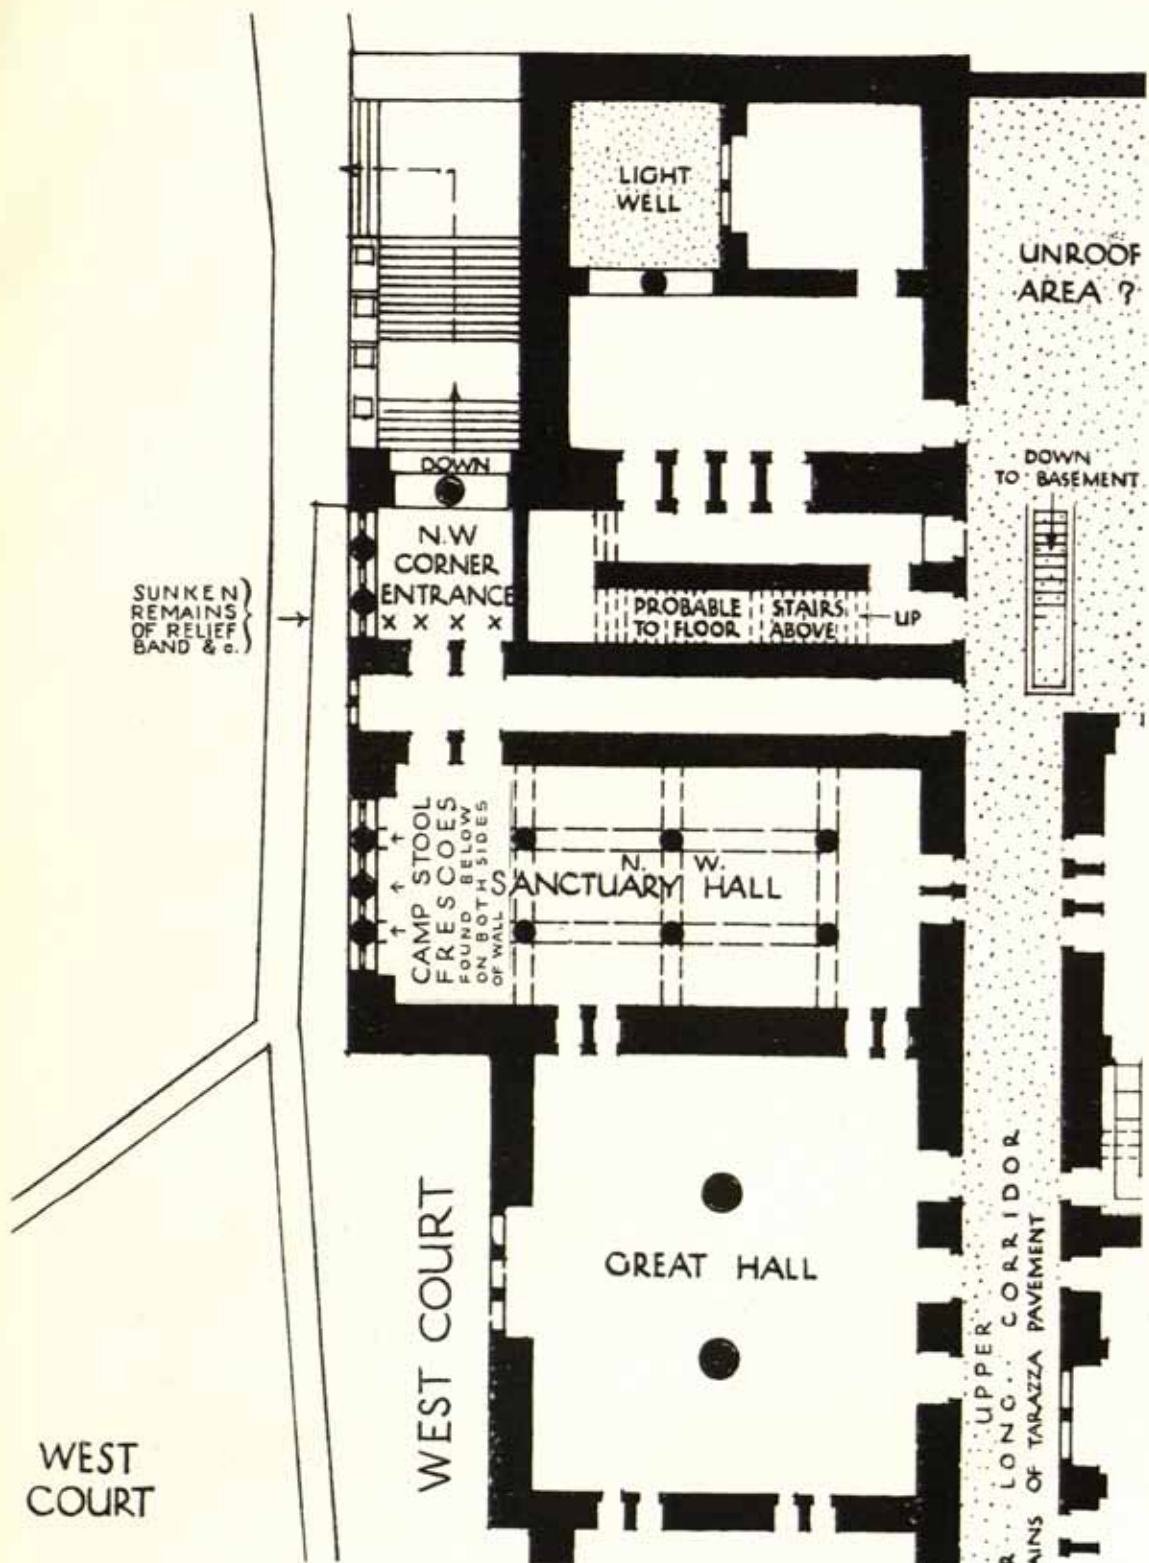 LIGHT
WELL
UNROOF
AREA ?
DOWN
TO BASEMENT
DOWN
N.W
CORNER
ENTRANCE
x x x x
SUNKEN
REMAINS
OF RELIEF
BAND & c.
PROBABLE STAIRS
TO FLOOR ABOVE
UP
CAMP STOOL
FRESCOES
FOUND BELOW
ON BOTH SIDES
OF WALL
N. W.
SANCTUARY HALL
WEST COURT
GREAT HALL
UPPER
LONG CORRIDOR
OF TARAZZA PAVEMENT
WEST
COURT